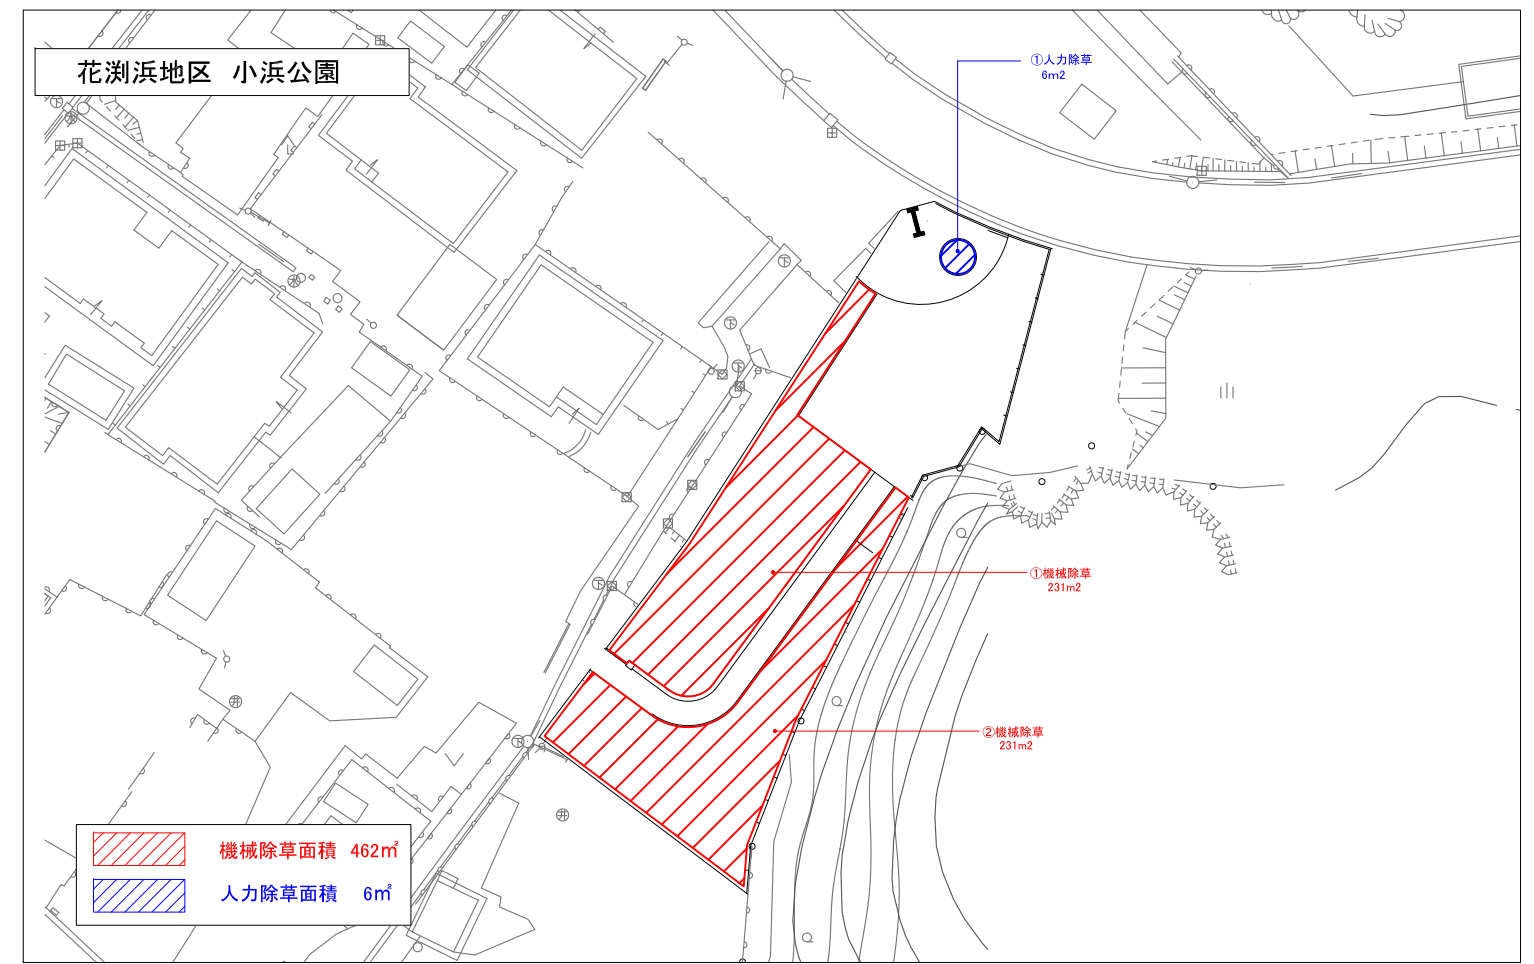 花渕浜地区　小浜公園
①人力除草
6m2
①機械除草
231m2
②機械除草
231m2
機械除草面積　462㎡
人力除草面積　6㎡